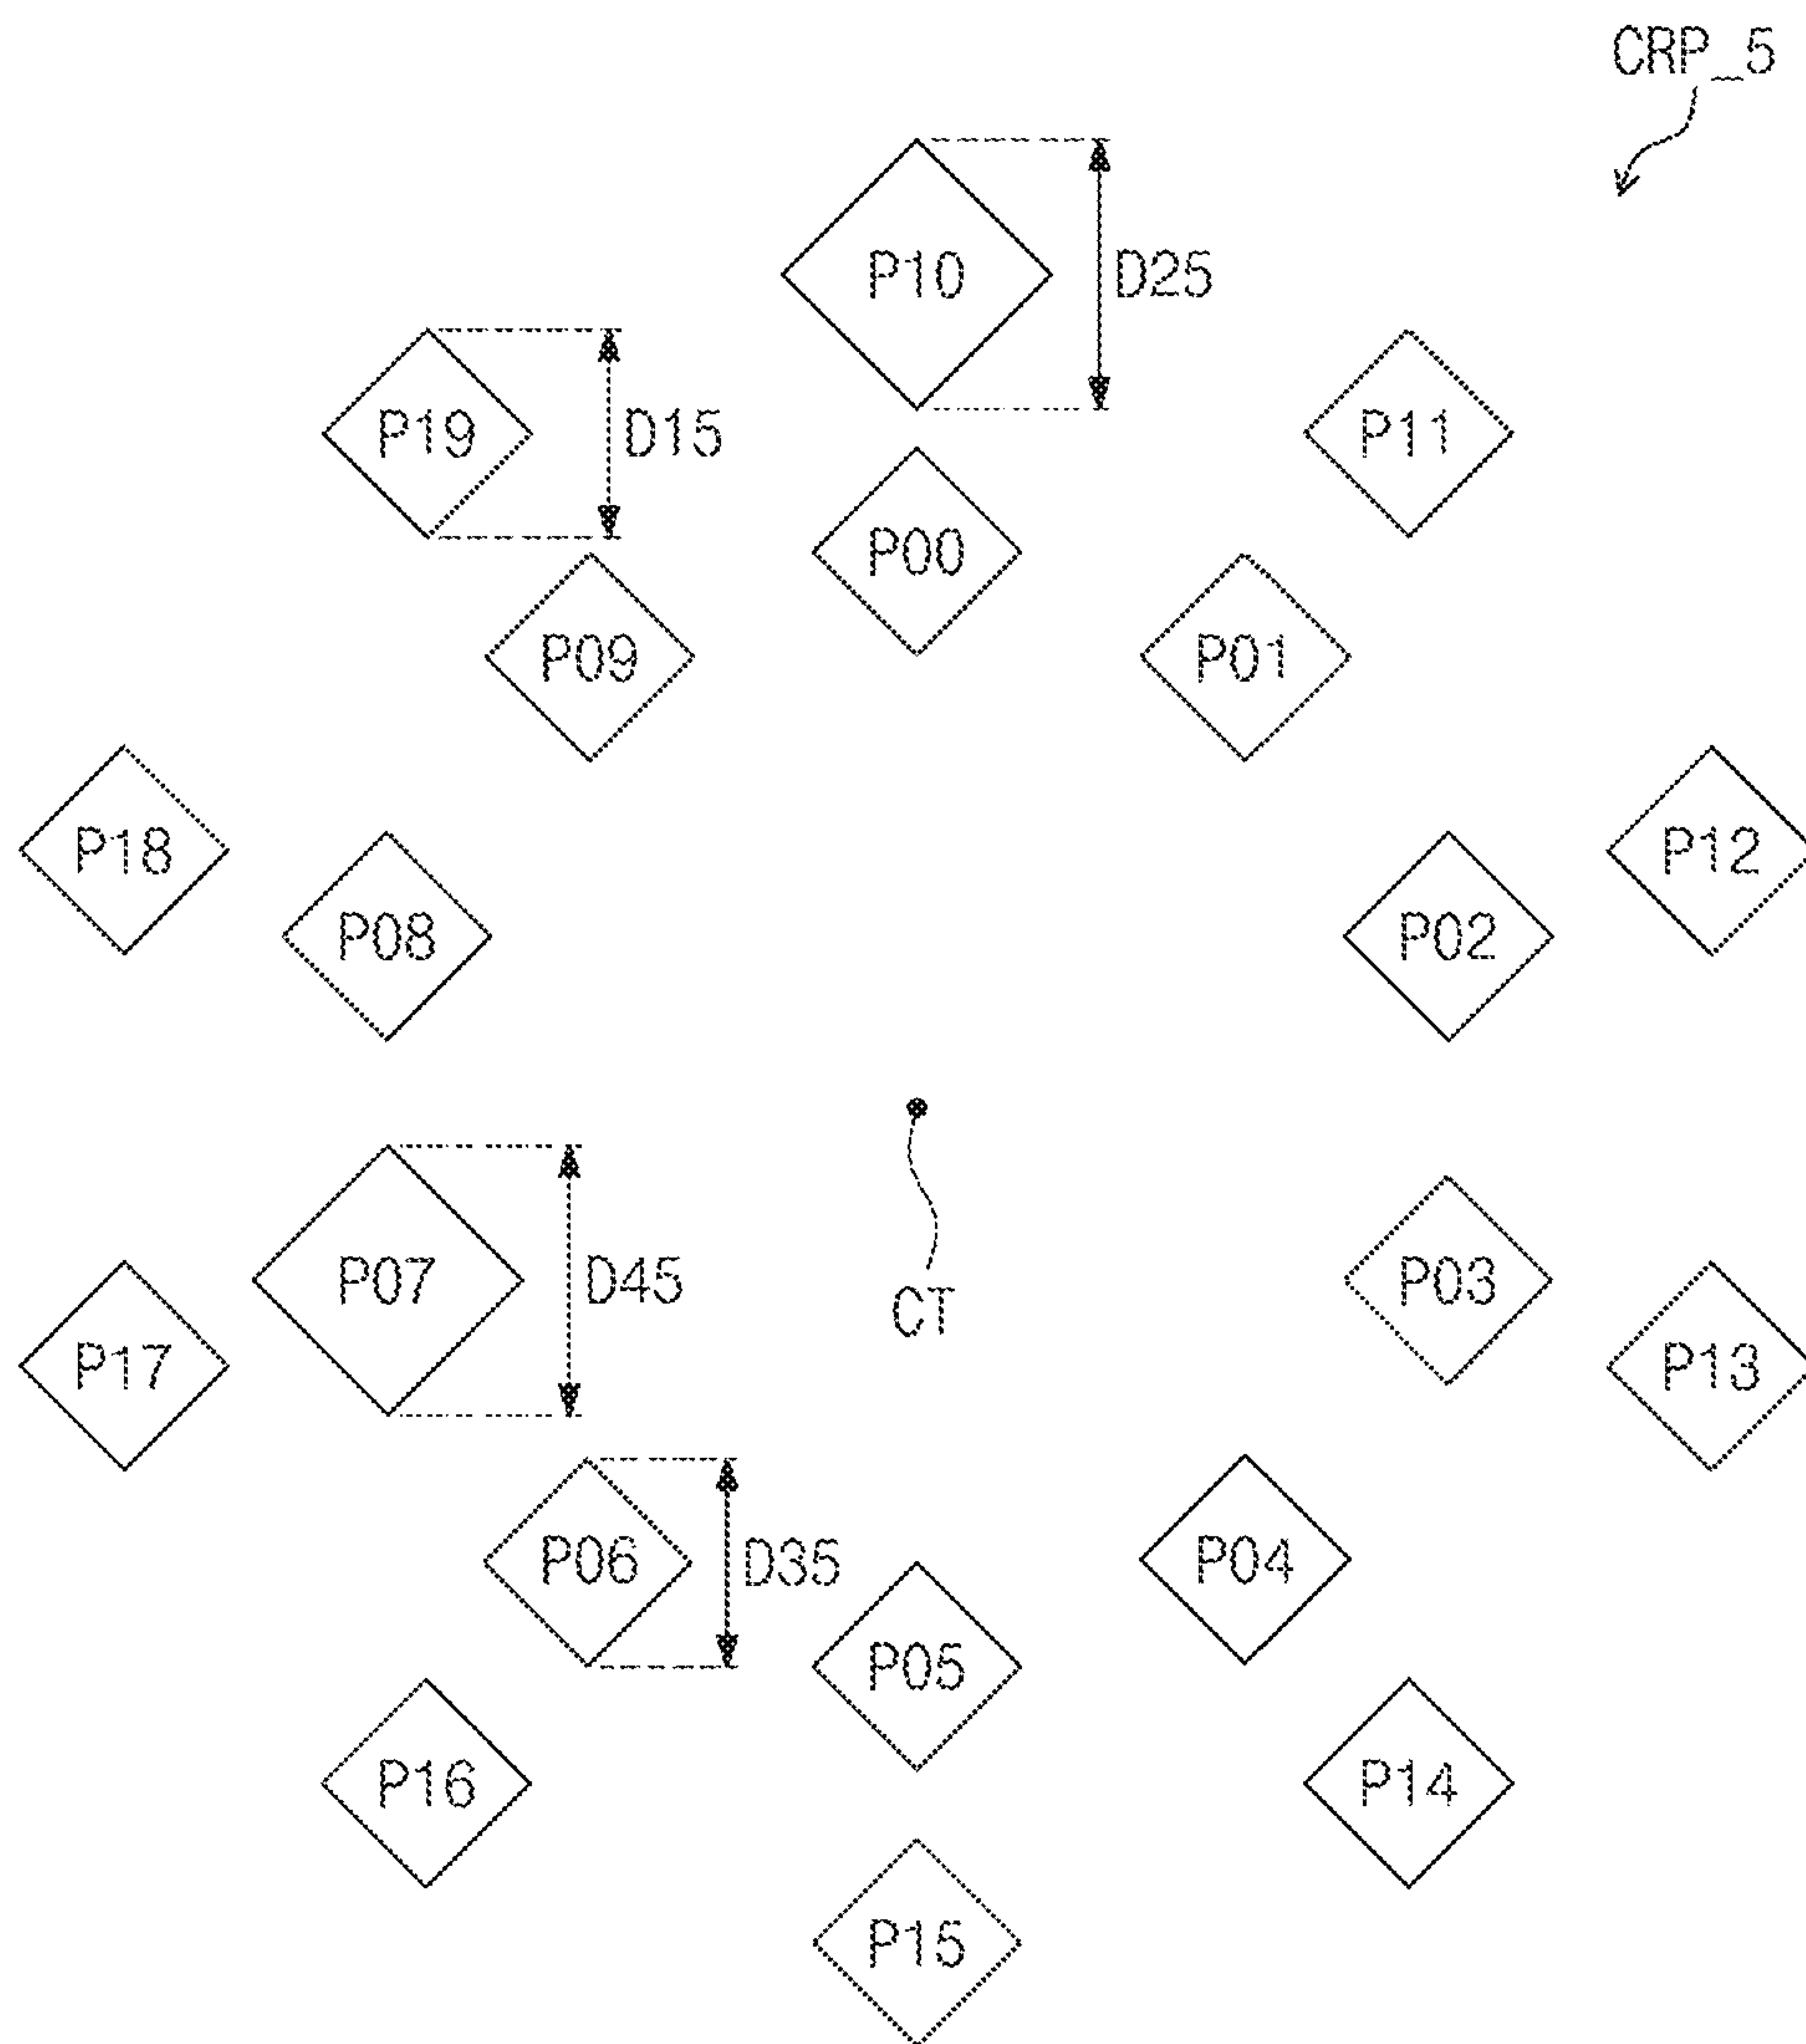 CRP_5
P10 D25
P19 D15 P11
P00
P09 P01
P18 P12
P08 P02
P07 D45 P03
CT
P17 P13
P06 D35 P04
P05
P16 P14
P15